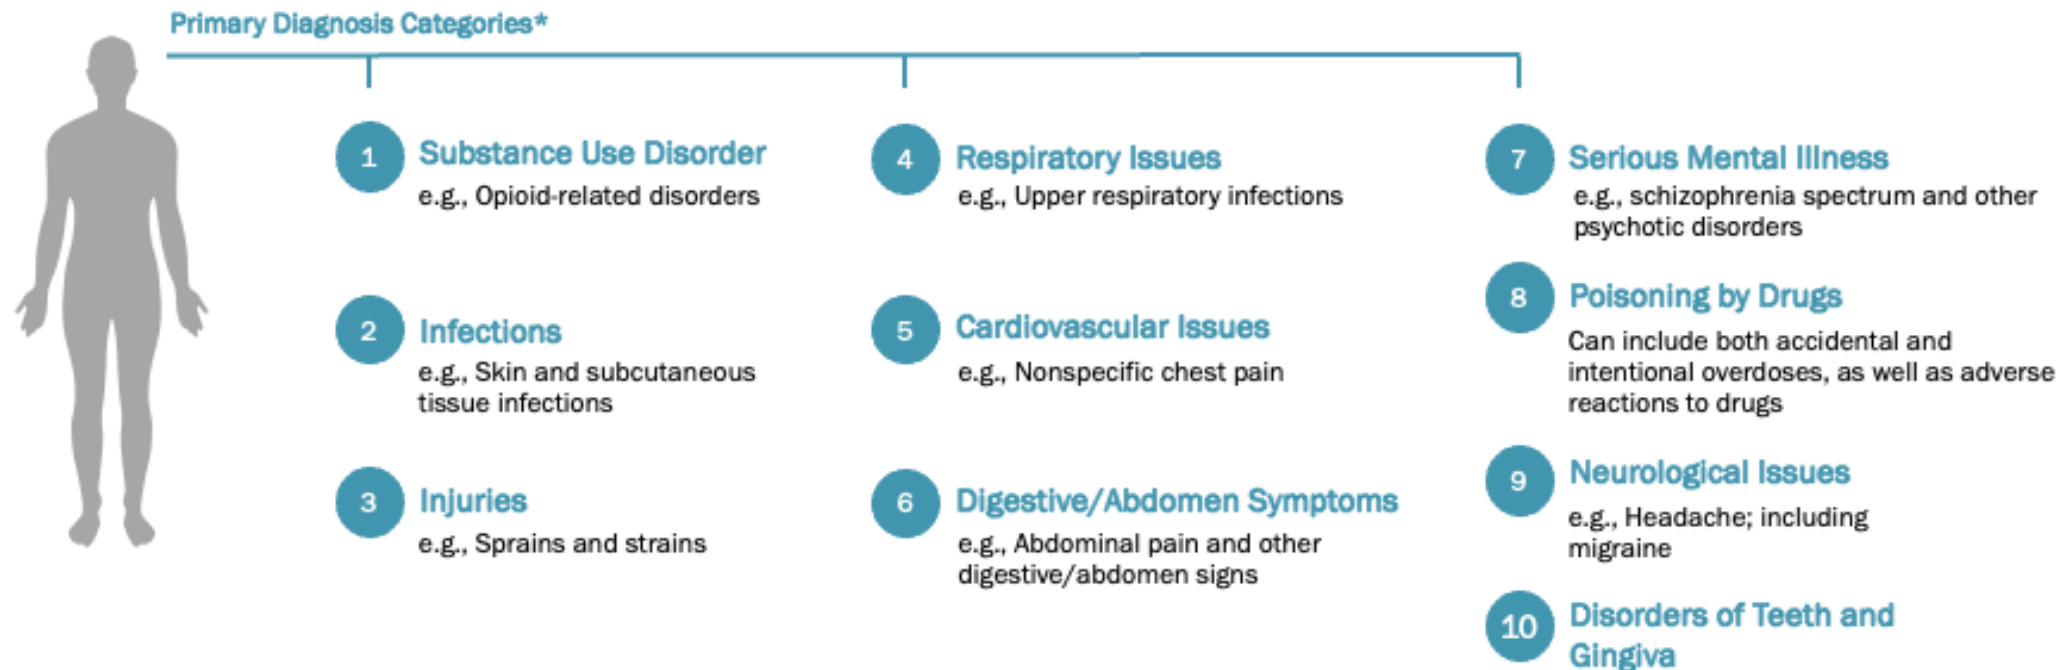 Primary Diagnosis Categories*
1
Substance Use Disorder
e.g., Opioid-related disorders
2
Infections
e.g., Skin and subcutaneous
tissue infections
3
Injuries
e.g., Sprains and strains
4
Respiratory Issues
e.g., Upper respiratory infections
5
Cardiovascular Issues
e.g., Nonspecific chest pain
6
Digestive/Abdomen Symptoms
e.g., Abdominal pain and other
digestive/abdomen signs
7
Serious Mental Illness
e.g., schizophrenia spectrum and other
psychotic disorders
8
Poisoning by Drugs
Can include both accidental and
intentional overdoses, as well as adverse
reactions to drugs
9
Neurological Issues
e.g., Headache; including
migraine
10
Disorders of Teeth and
Gingiva